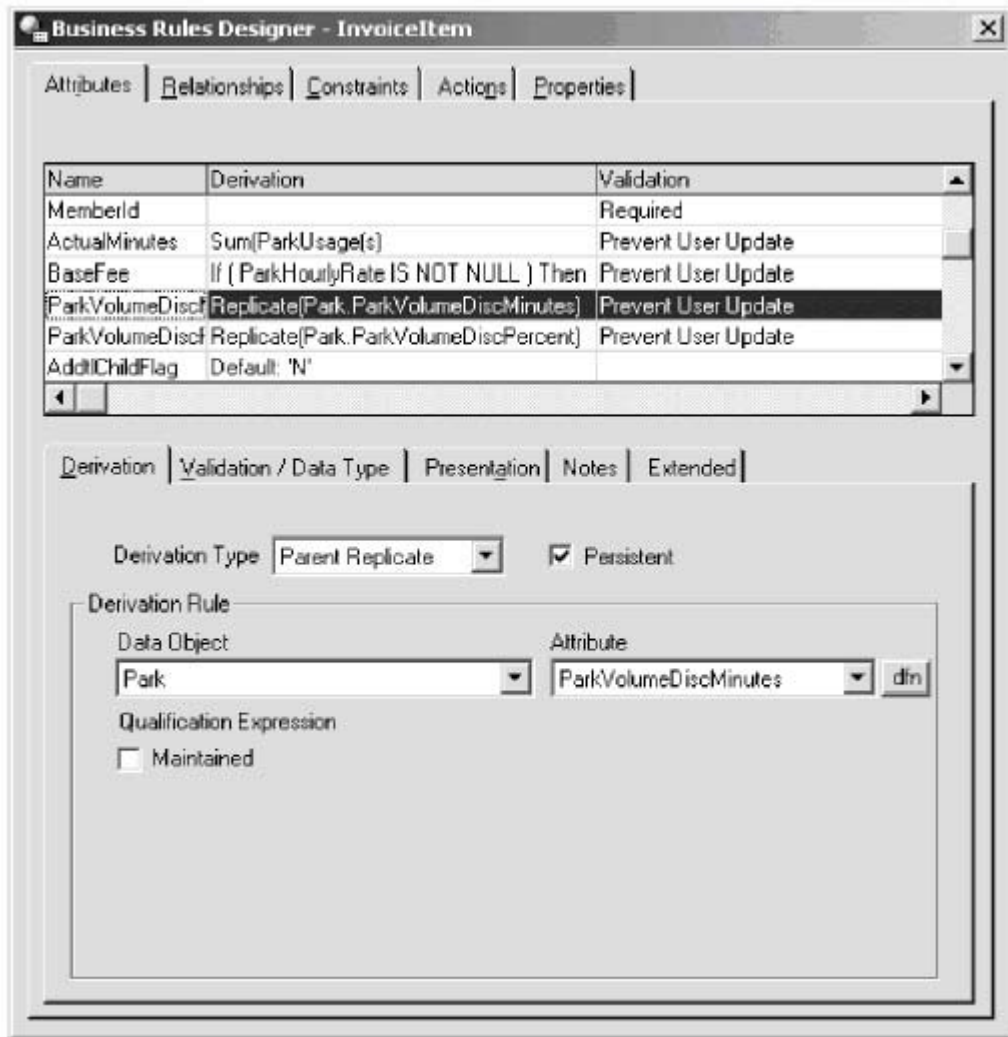 Business Rules Designer - InvoiceItem
Attributes Relationships Constraints Actions Properties
Name Derivation Validation
MemberId Required
ActualMinutes Sum(ParkUsage(s) Prevent User Update
BaseFee If ( ParkHourlyRate IS NOT NULL ) Then Prevent User Update
ParkVolumeDiscM Replicate(Park.ParkVolumeDiscMinutes) Prevent User Update
ParkVolumeDiscP Replicate(Park.ParkVolumeDiscPercent) Prevent User Update
AddtlChildFlag Default: 'N'
Derivation Validation / Data Type Presentation Notes Extended
Derivation Type Parent Replicate Persistent
Derivation Rule
Data Object Attribute
Park ParkVolumeDiscMinutes dfn
Qualification Expression
Maintained